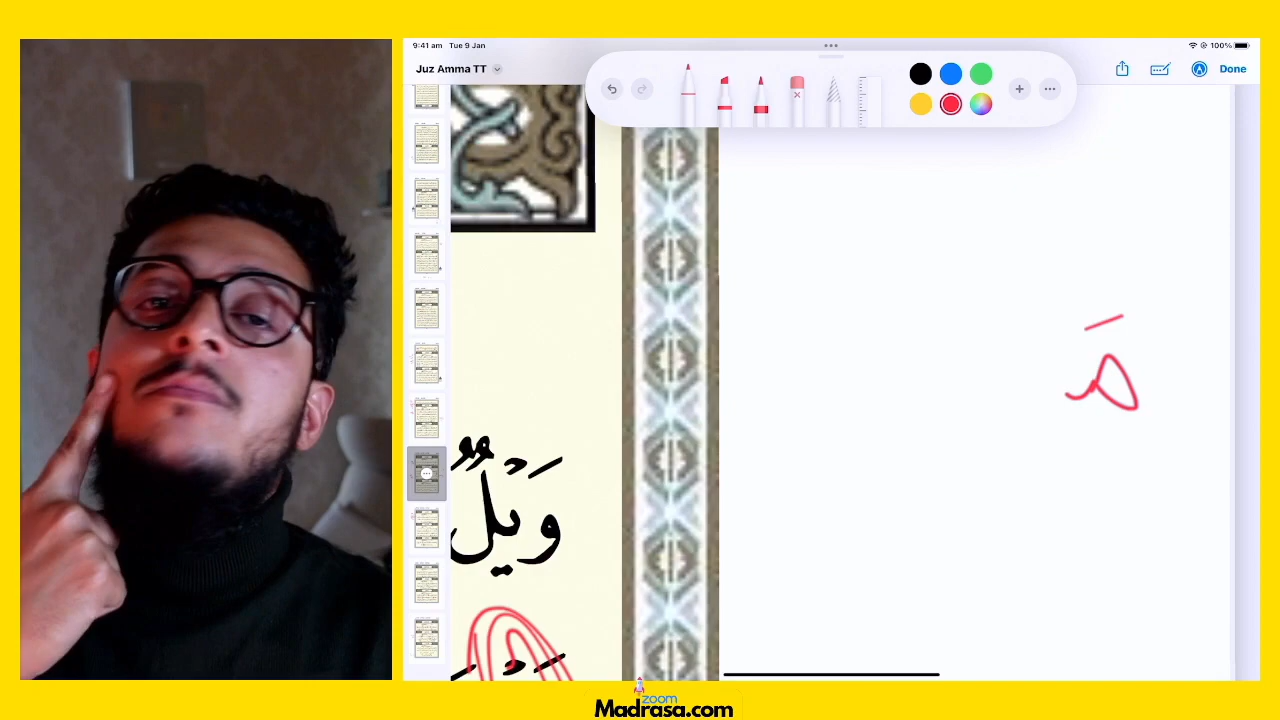 9:41 am Tue 9 Jan
100%
Juz Amma TT
Done
هَ
وَيْلٌ
zoom
Madrasa.com